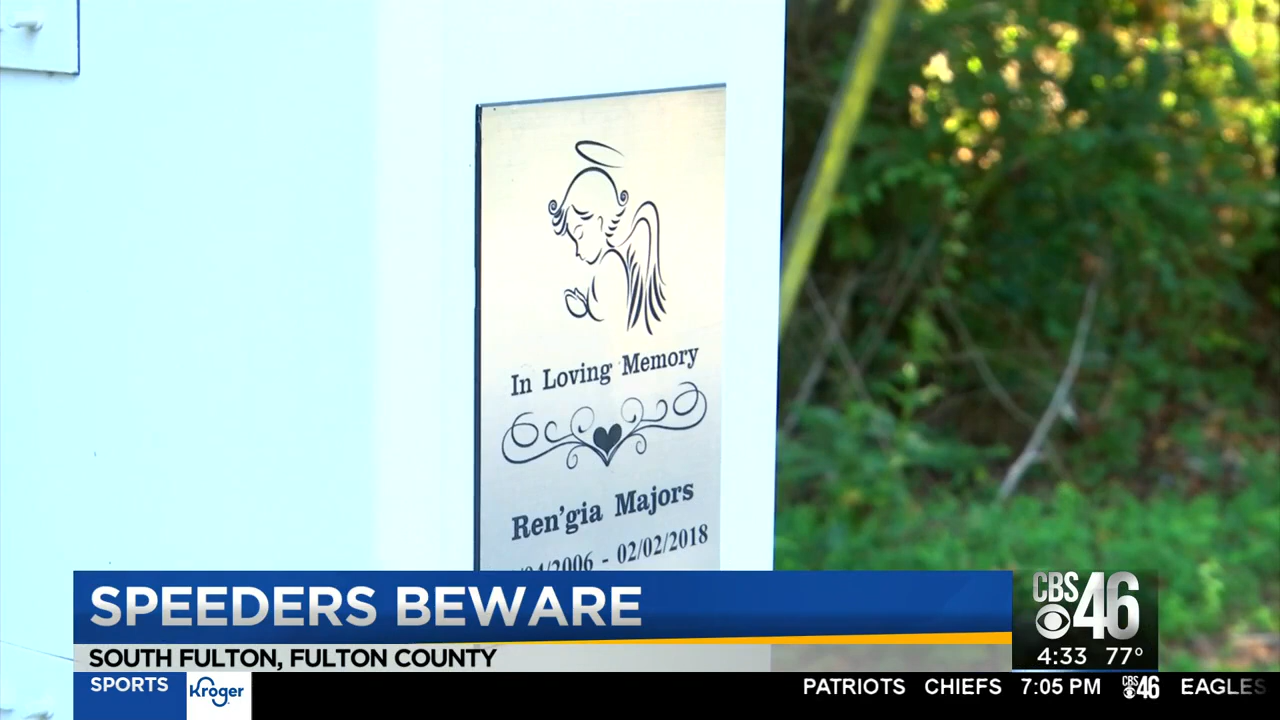 In Loving Memory
Ren'gia Majors
/2006 - 02/02/2018
SPEEDERS BEWARE
SOUTH FULTON, FULTON COUNTY
CBS 46
4:33 77°
SPORTS Kroger PATRIOTS CHIEFS 7:05 PM CBS 46 EAGLES